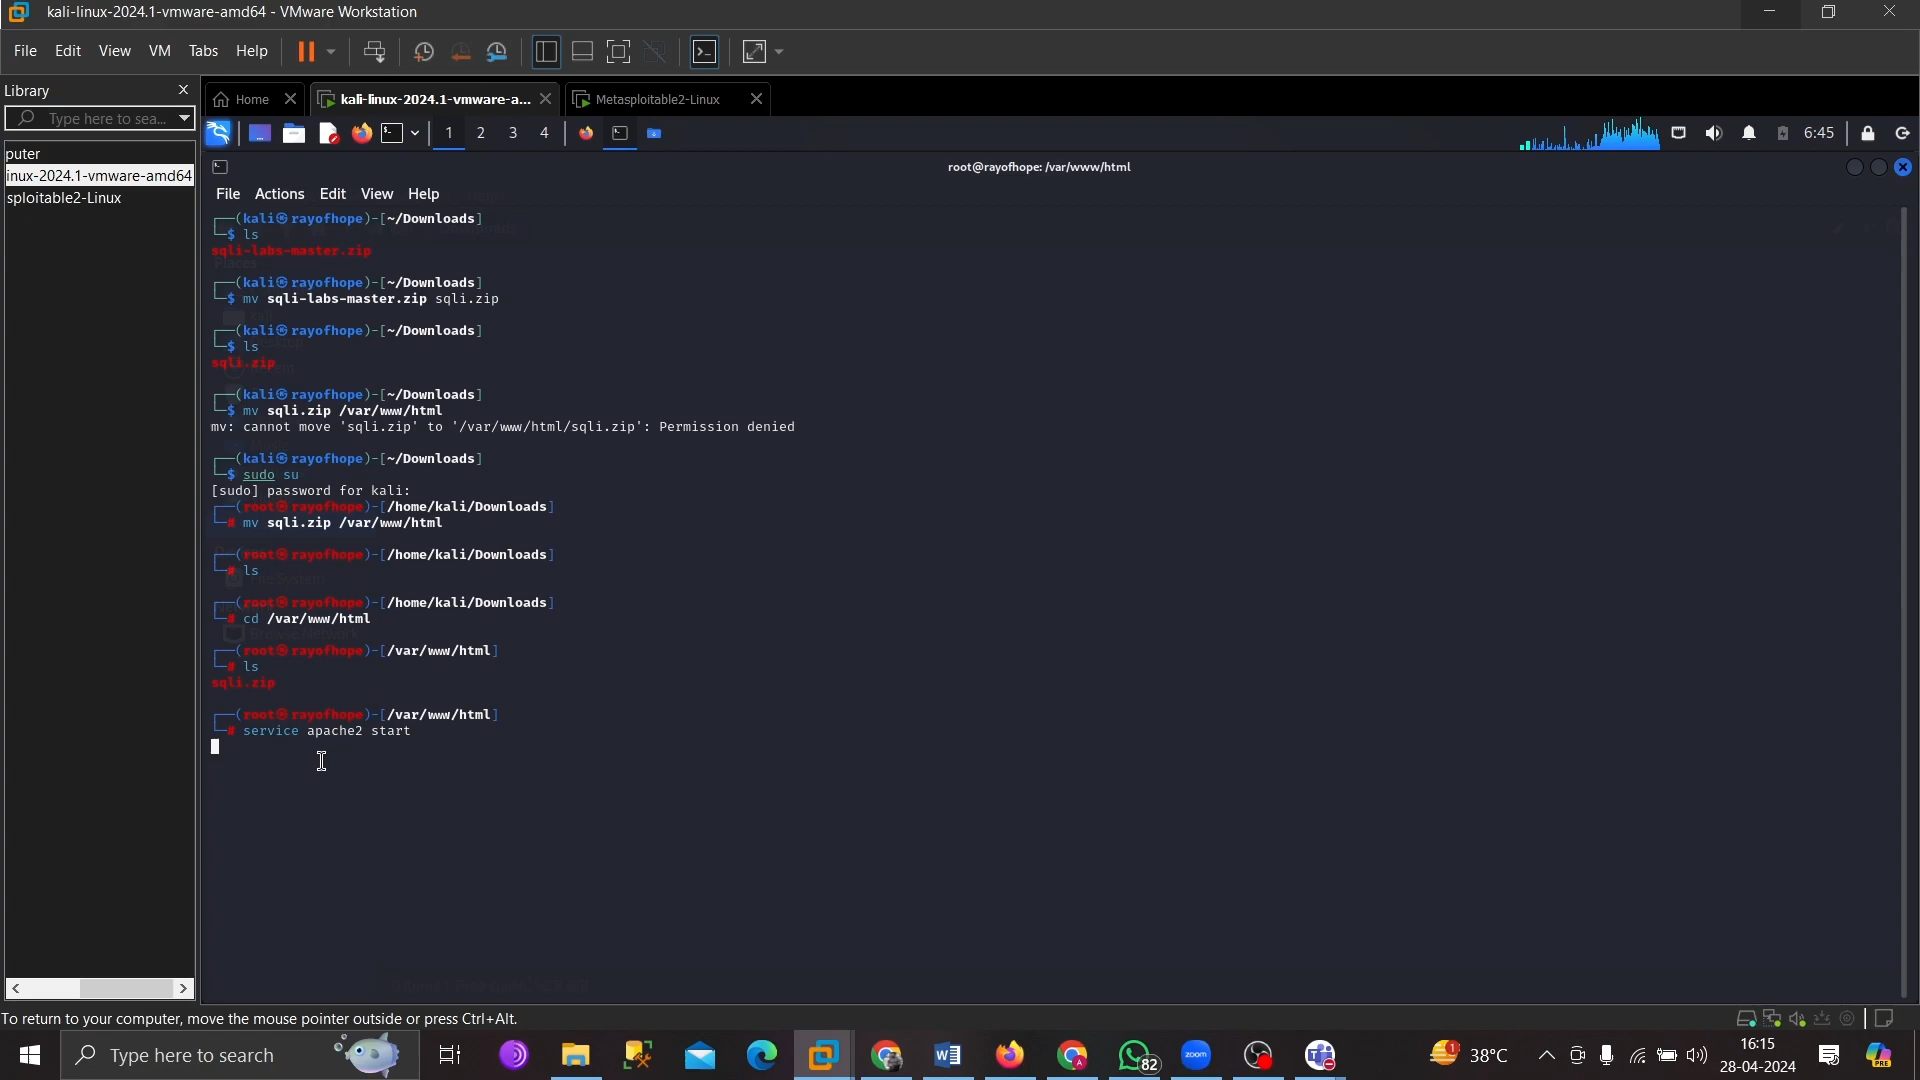 kali-linux-2024.1-vmware-amd64 - VMware Workstation
File Edit View VM Tabs Help
Library
Type here to sea...
Home kali-linux-2024.1-vmware-a... Metasploitable2-Linux
puter
inux-2024.1-vmware-amd64
sploitable2-Linux
1 2 3 4 6:45
root@rayofhope: /var/www/html
File Actions Edit View Help
┌──(kali㉿rayofhope)-[~/Downloads]
└─$ ls
sqli-labs-master.zip
┌──(kali㉿rayofhope)-[~/Downloads]
└─$ mv sqli-labs-master.zip sqli.zip
┌──(kali㉿rayofhope)-[~/Downloads]
└─$ ls
sqli.zip
┌──(kali㉿rayofhope)-[~/Downloads]
└─$ mv sqli.zip /var/www/html
mv: cannot move 'sqli.zip' to '/var/www/html/sqli.zip': Permission denied
┌──(kali㉿rayofhope)-[~/Downloads]
└─$ sudo su
[sudo] password for kali:
┌──(root㉿rayofhope)-[/home/kali/Downloads]
└─# mv sqli.zip /var/www/html
┌──(root㉿rayofhope)-[/home/kali/Downloads]
└─# ls
┌──(root㉿rayofhope)-[/home/kali/Downloads]
└─# cd /var/www/html
┌──(root㉿rayofhope)-[/var/www/html]
└─# ls
sqli.zip
┌──(root㉿rayofhope)-[/var/www/html]
└─# service apache2 start
To return to your computer, move the mouse pointer outside or press Ctrl+Alt.
Type here to search
82
zoom
1
38°C
16:15
28-04-2024
PRE